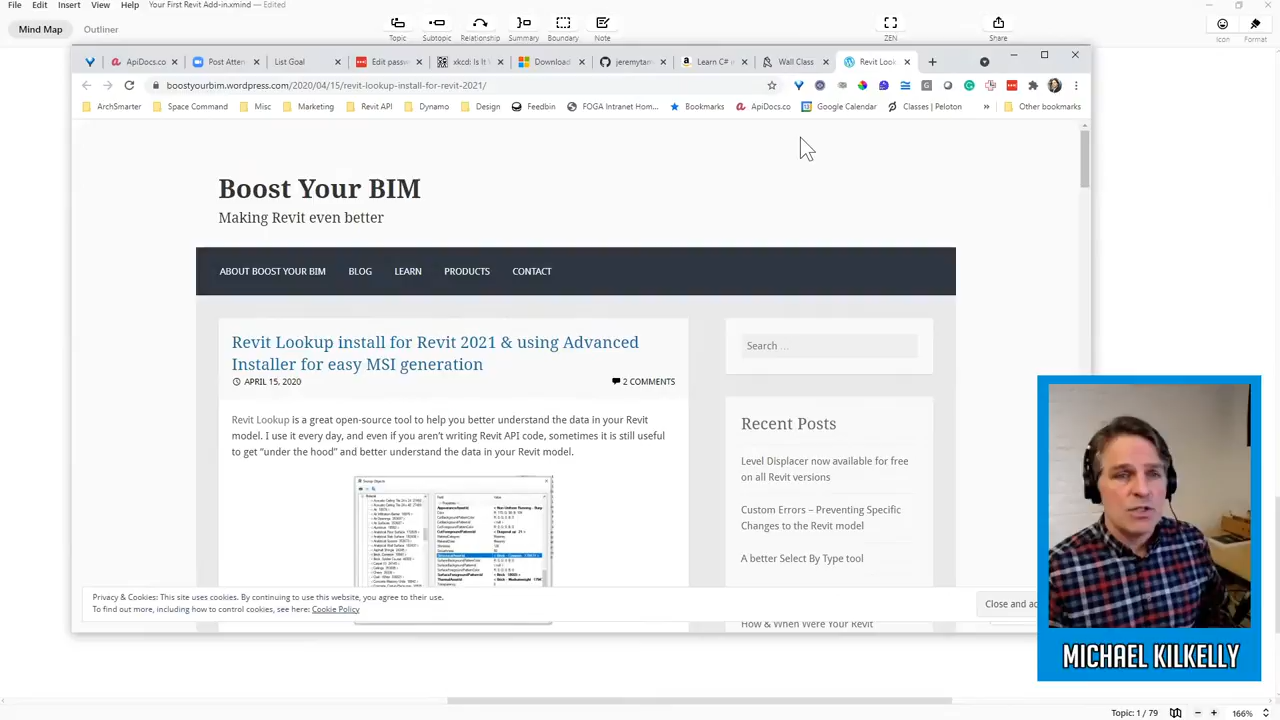 File Edit Insert View Help Your First Revit Add-in.xmind — Edited
Mind Map Outliner
Topic Subtopic Relationship Summary Boundary Note ZEN Share Icon Format
ApiDocs.co Post Atten List Goal Edit passw xkcd: Is It Download jeremytam Learn C# Wall Class Revit Look
boostyourbim.wordpress.com/2020/04/15/revit-lookup-install-for-revit-2021/
ArchSmarter Space Command Misc Marketing Revit API Dynamo Design Feedbin FOGA Intranet Hom... Bookmarks ApiDocs.co Google Calendar Classes | Peloton » Other bookmarks
Boost Your BIM
Making Revit even better
ABOUT BOOST YOUR BIM BLOG LEARN PRODUCTS CONTACT
Revit Lookup install for Revit 2021 & using Advanced
Installer for easy MSI generation
APRIL 15, 2020 2 COMMENTS
Revit Lookup is a great open-source tool to help you better understand the data in your Revit
model. I use it every day, and even if you aren't writing Revit API code, sometimes it is still useful
to get "under the hood" and better understand the data in your Revit model.
Search ...
Recent Posts
Level Displacer now available for free
on all Revit versions
Custom Errors – Preventing Specific
Changes to the Revit model
A better Select By Type tool
How & When Were Your Revit
Privacy & Cookies: This site uses cookies. By continuing to use this website, you agree to their use.
To find out more, including how to control cookies, see here: Cookie Policy
Close and ac
MICHAEL KILKELLY
Topic: 1 / 79 166%